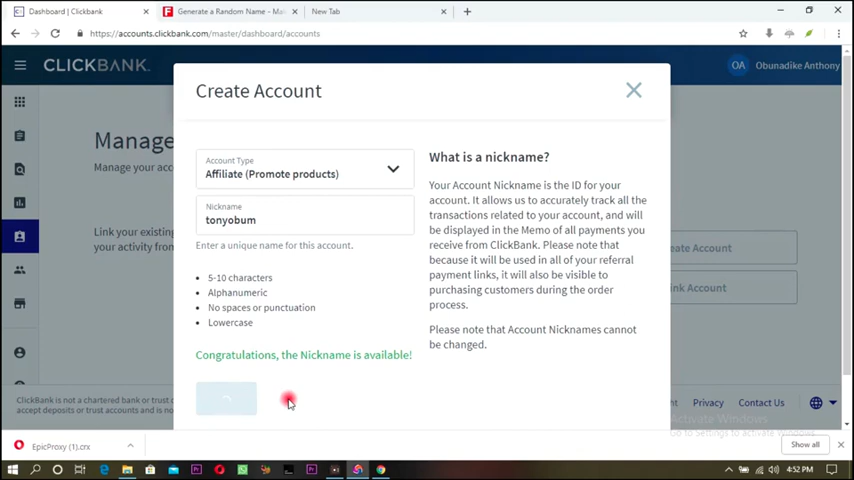 Dashboard | Clickbank
Generate a Random Name - Mak
New Tab
https://accounts.clickbank.com/master/dashboard/accounts
CLICKBANK
OA
Obunadike Anthony
Create Account
Manage
Manage your acc
Account Type
Affiliate (Promote products)
Nickname
tonyobum
Enter a unique name for this account.
Link your existing
your activity from
5-10 characters
Alphanumeric
No spaces or punctuation
Lowercase
Congratulations, the Nickname is available!
What is a nickname?
Your Account Nickname is the ID for your
account. It allows us to accurately track all the
transactions related to your account, and will
be displayed in the Memo of all payments you
receive from ClickBank. Please note that
because it will be used in all of your referral
payment links, it will also be visible to
purchasing customers during the order
process.
Please note that Account Nicknames cannot
be changed.
reate Account
nk Account
ClickBank is not a chartered bank or trust c
accept deposits or trust accounts and is no
nt
Privacy
Contact Us
Activate Windows
Go to Settings to activate Windows.
EpicProxy (1).crx
Show all
4:52 PM